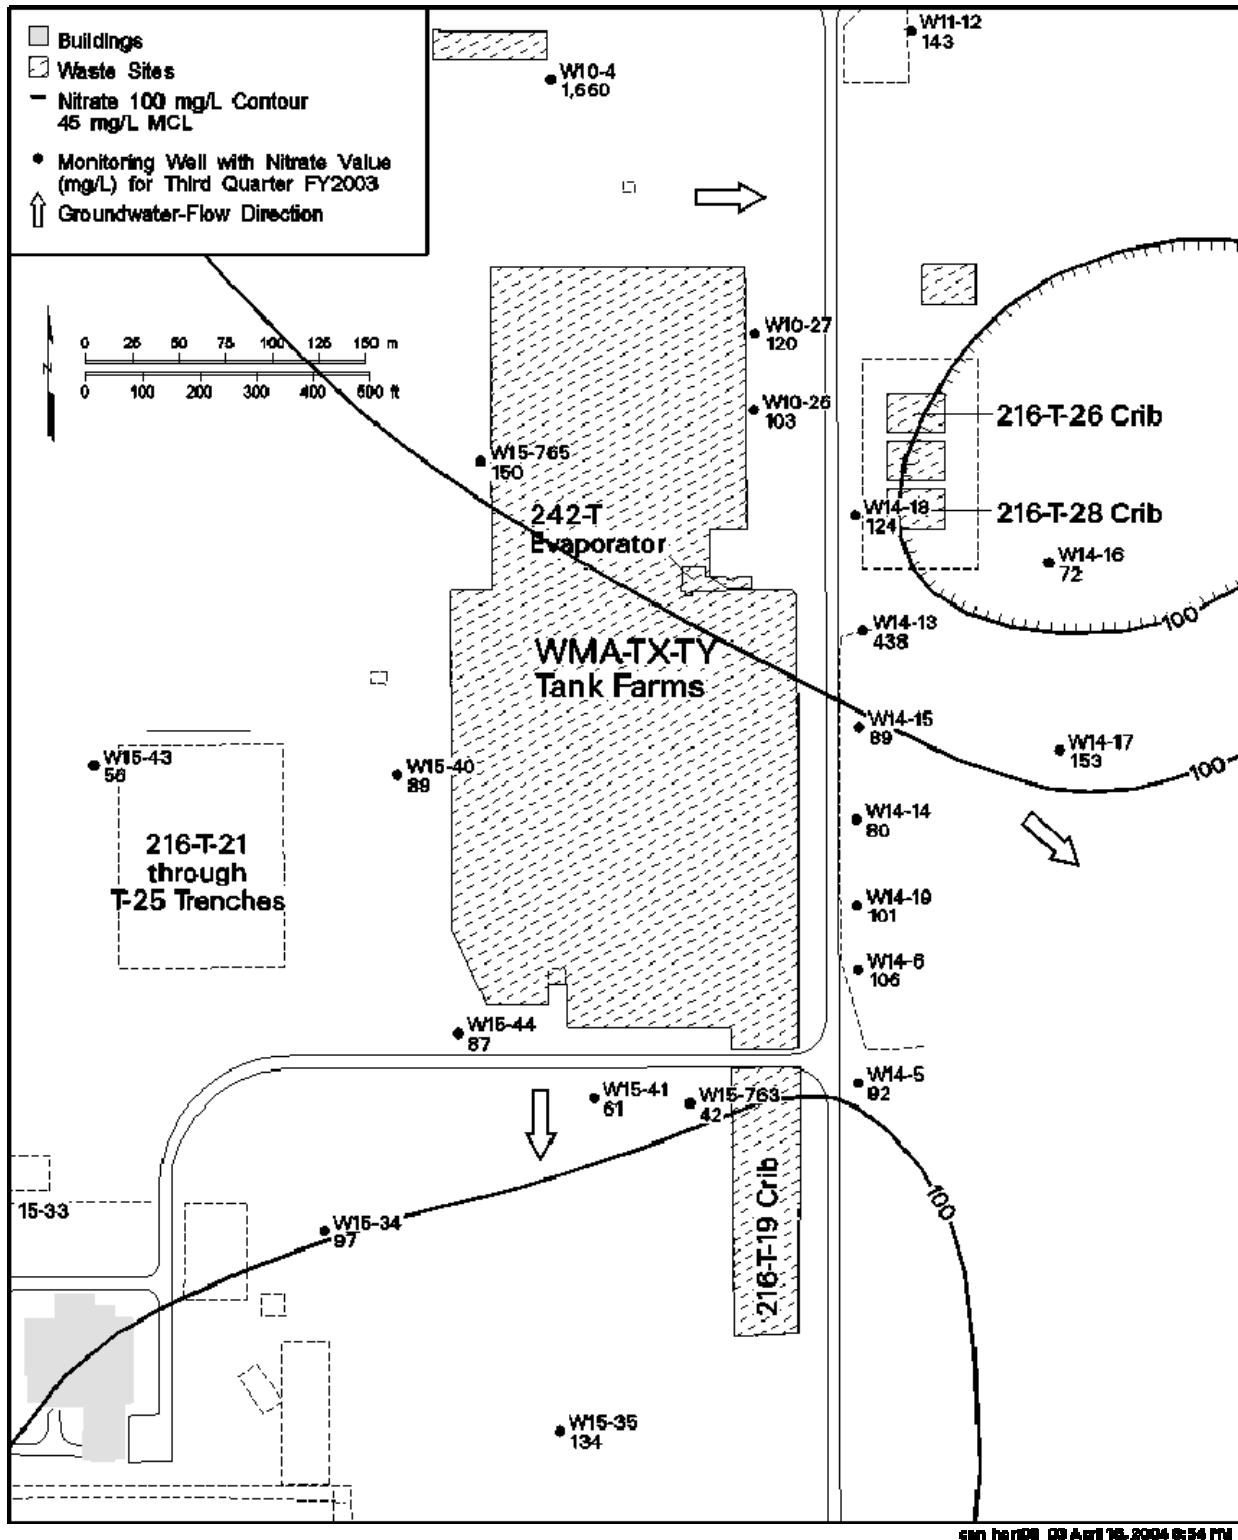 Buildings
Waste Sites
Nitrate 100 mg/L Contour
45 mg/L MCL
Monitoring Well with Nitrate Value
(mg/L) for Third Quarter FY2003
Groundwater-Flow Direction
W11-12
143
W10-4
1,660
N
0 25 50 75 100 125 150 m
0 100 200 300 400 500 ft
W10-27
120
W10-26
103
216-T-26 Crib
W15-765
150
242-T
Evaporator
W14-18
124
216-T-28 Crib
W14-16
72
100
W14-13
438
WMA-TX-TY
Tank Farms
W14-15
89
W14-17
153
100
W15-43
56
W15-40
89
W14-14
80
216-T-21
through
T-25 Trenches
W14-19
101
W14-6
106
W15-44
87
W14-5
92
W15-41
61
W15-763
42
216-T-19 Crib
100
15-33
W15-34
97
W15-35
134
April 16, 2004 6:54 PM